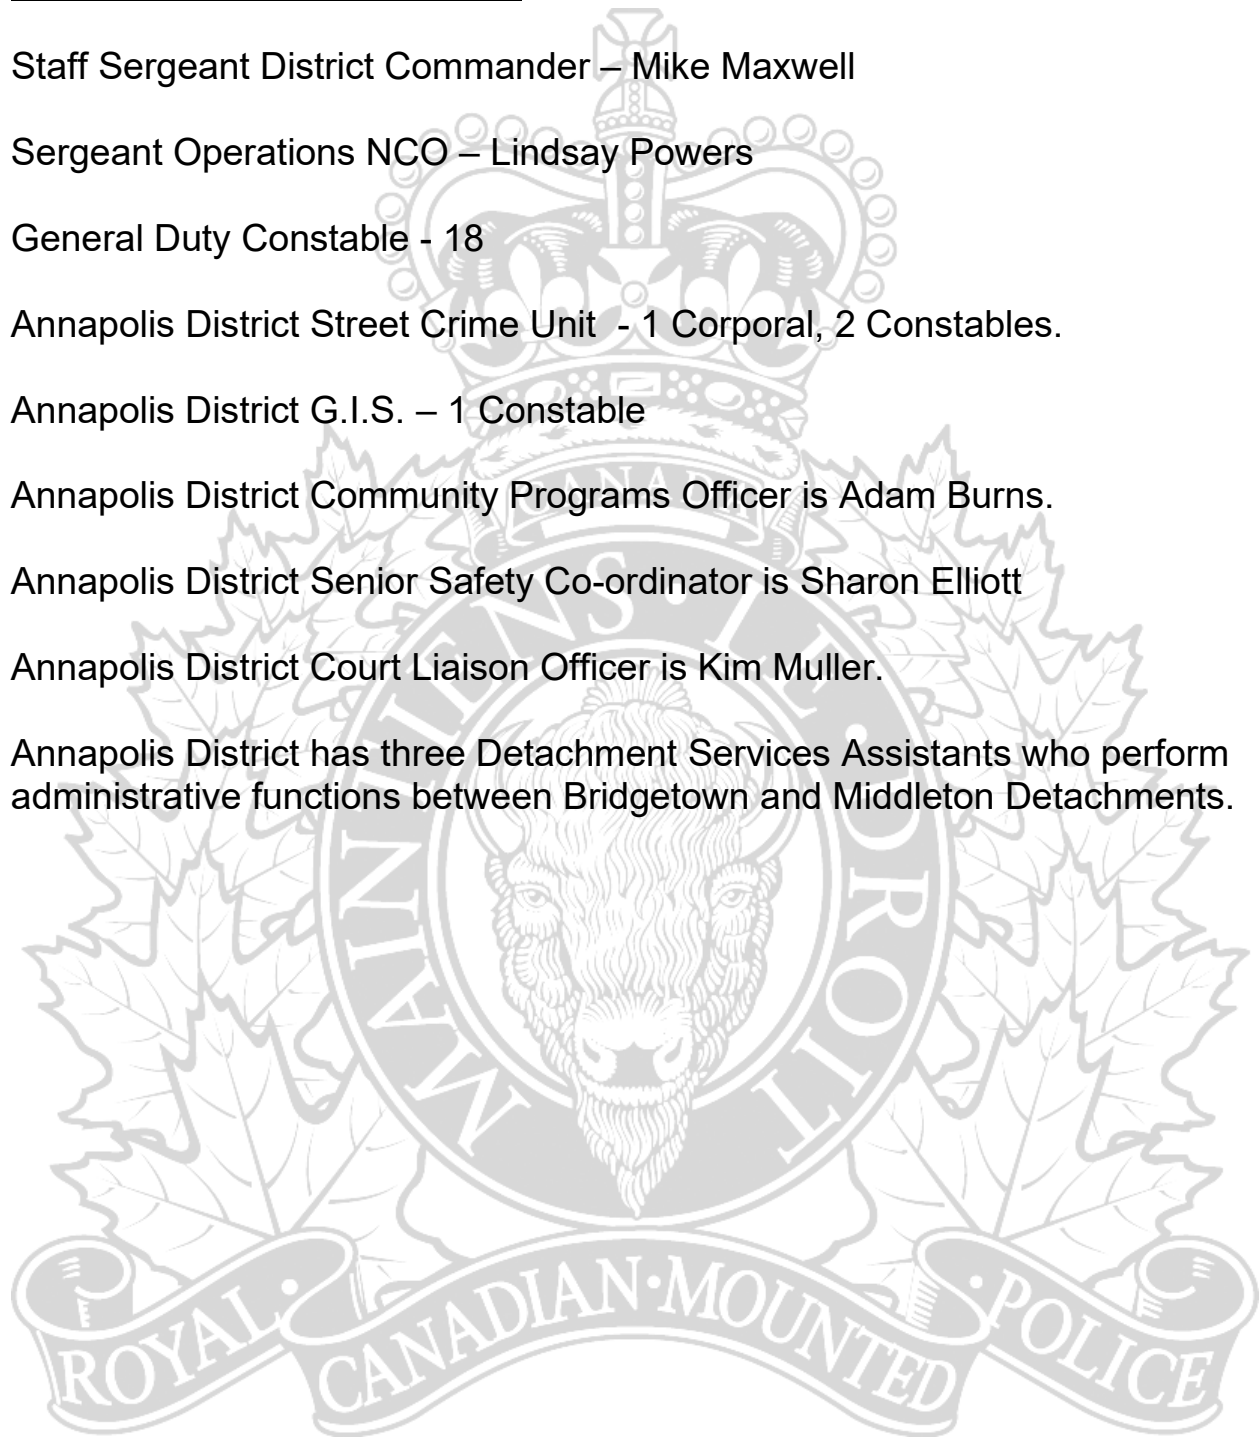 Staff Sergeant District Commander – Mike Maxwell
Sergeant Operations NCO – Lindsay Powers
General Duty Constable - 18
Annapolis District Street Crime Unit  - 1 Corporal, 2 Constables.
Annapolis District G.I.S. – 1 Constable
Annapolis District Community Programs Officer is Adam Burns.
Annapolis District Senior Safety Co-ordinator is Sharon Elliott
Annapolis District Court Liaison Officer is Kim Muller.
Annapolis District has three Detachment Services Assistants who perform
administrative functions between Bridgetown and Middleton Detachments.
CANADA
MAINTIENS·LE·DROIT
ROYAL·CANADIAN·MOUNTED·POLICE